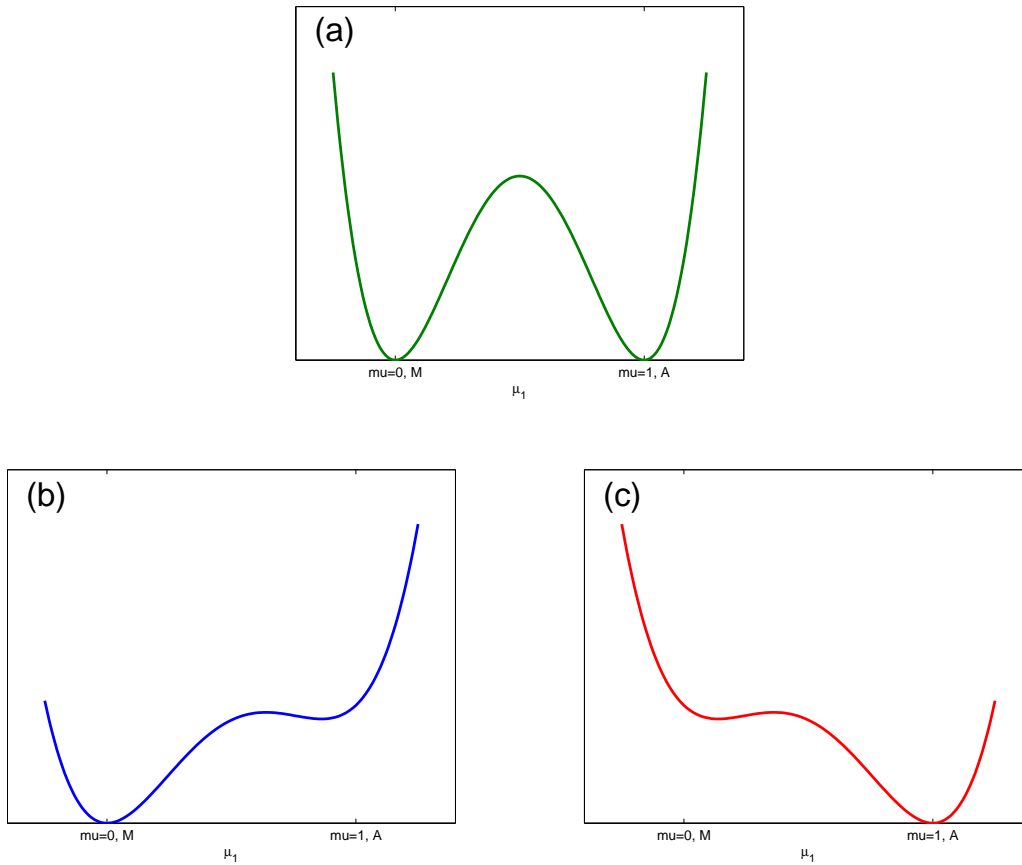 (a)
mu=0, M mu=1, A
μ1
(b) (c)
mu=0, M mu=1, A mu=0, M mu=1, A
μ1 μ1